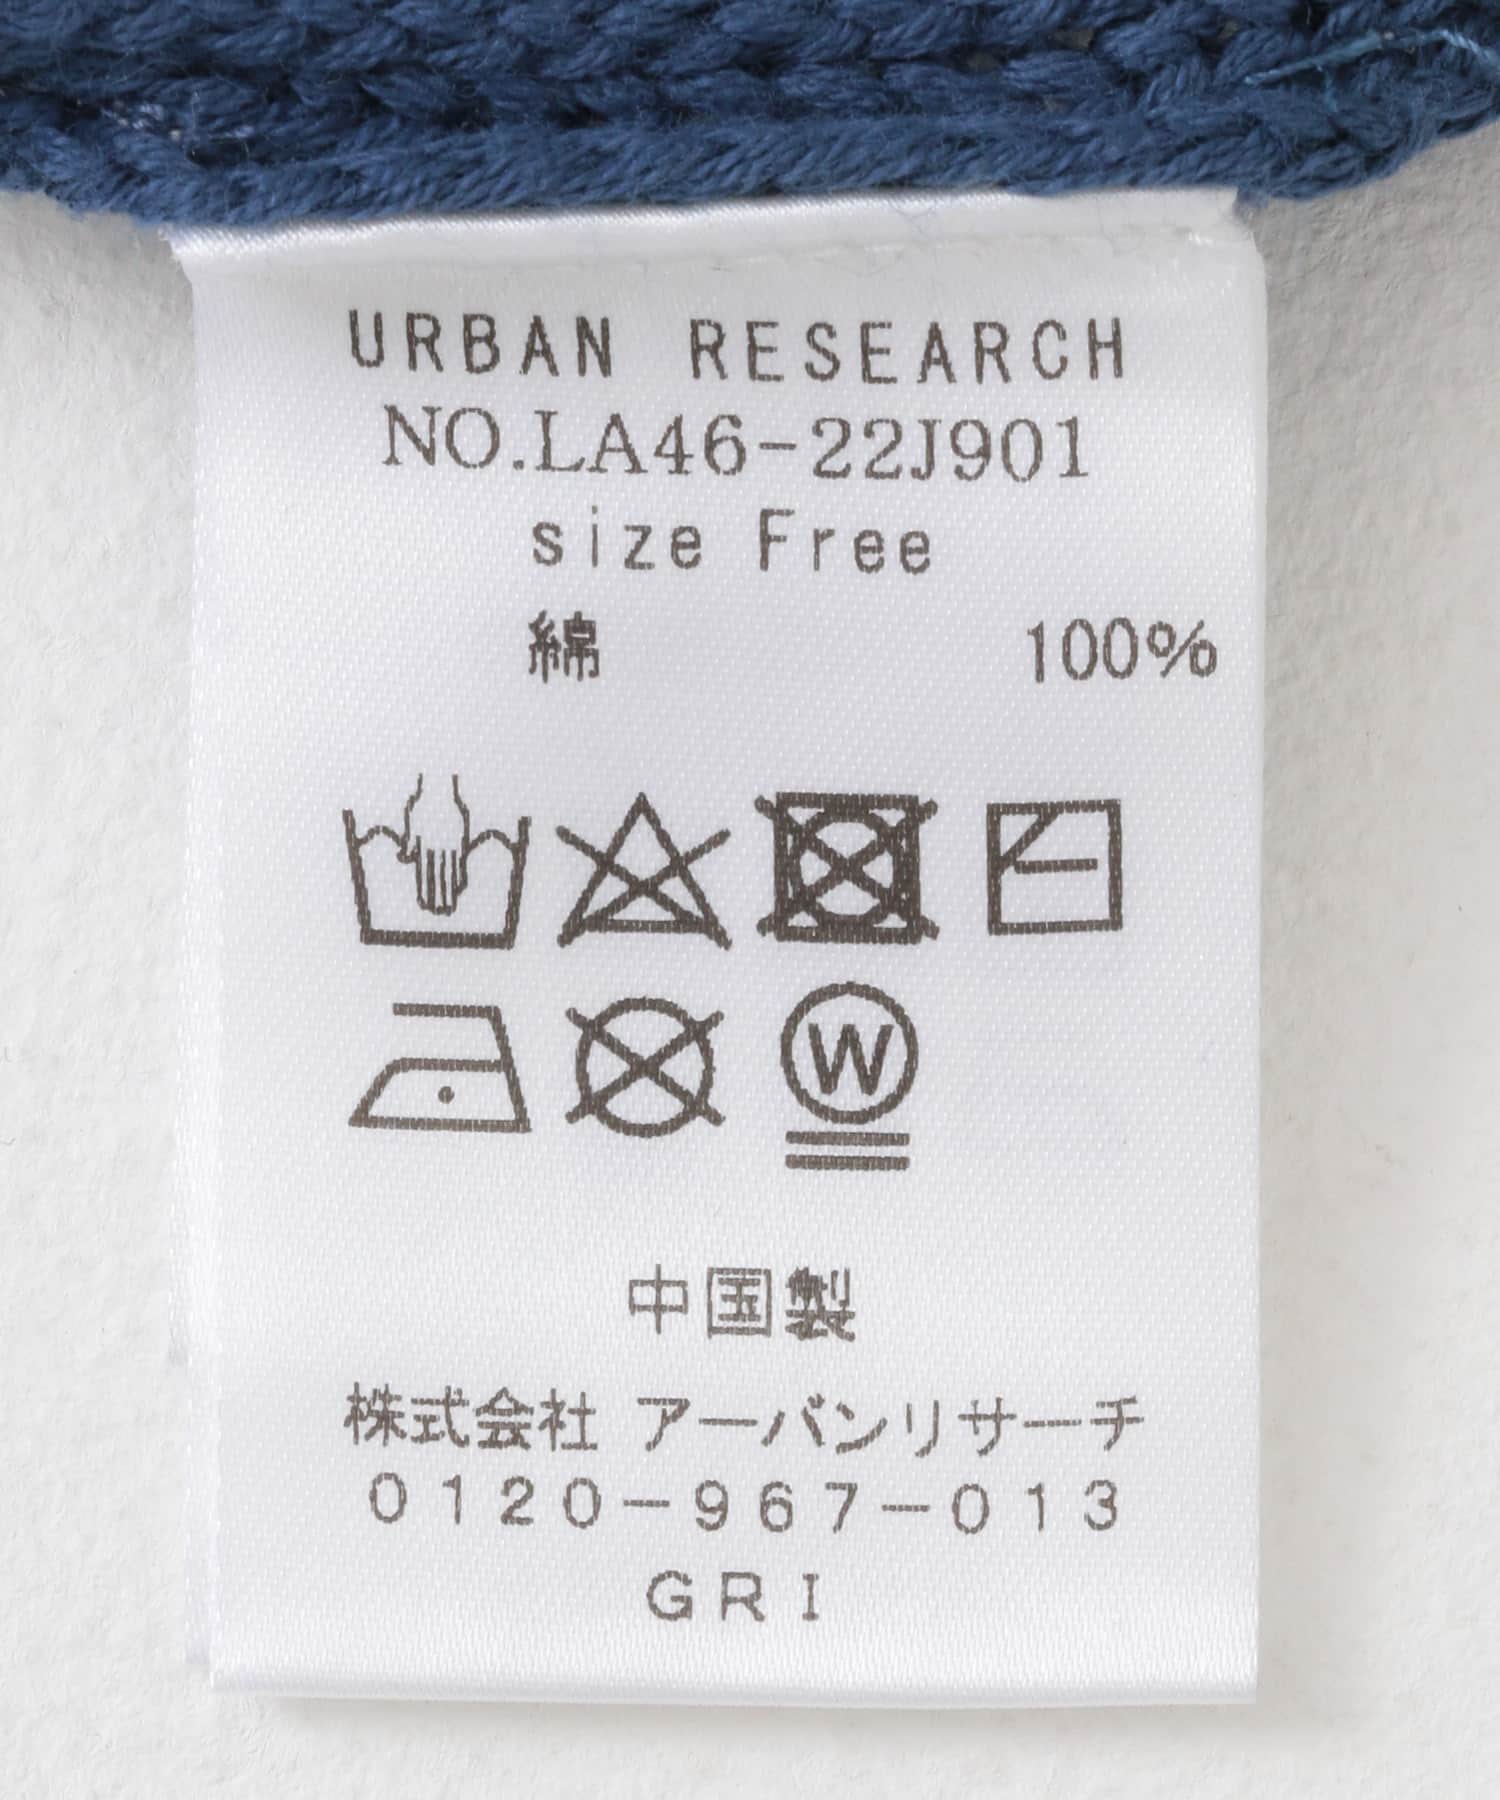 URBAN RESEARCH
NO.LA46-22J901
size Free
綿 100%
W
中国製
株式会社 アーバンリサーチ
0120-967-013
GRI